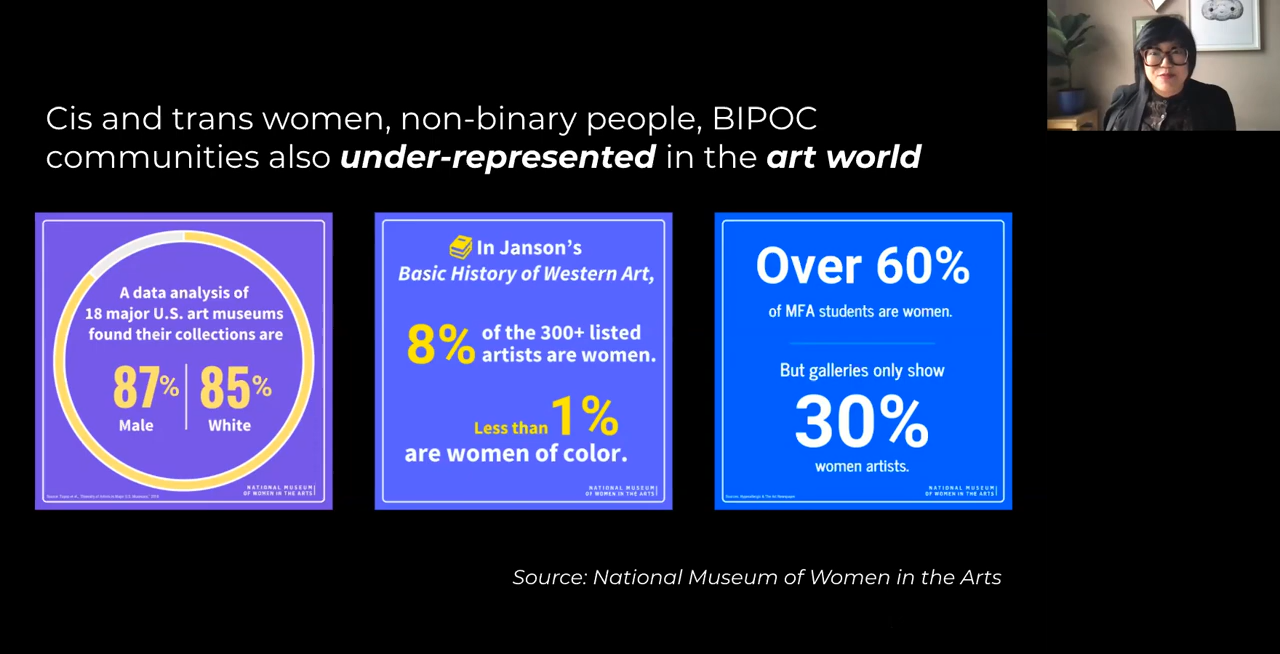 Cis and trans women, non-binary people, BIPOC
communities also under-represented in the art world
A data analysis of
18 major U.S. art museums
found their collections are
87% 85%
Male White
NATIONAL MUSEUM
OF WOMEN IN THE ARTS
In Janson’s
Basic History of Western Art,
8% of the 300+ listed
artists are women.
Less than 1%
are women of color.
NATIONAL MUSEUM
OF WOMEN IN THE ARTS
Over 60%
of MFA students are women.
But galleries only show
30%
women artists.
NATIONAL MUSEUM
OF WOMEN IN THE ARTS
Source: National Museum of Women in the Arts